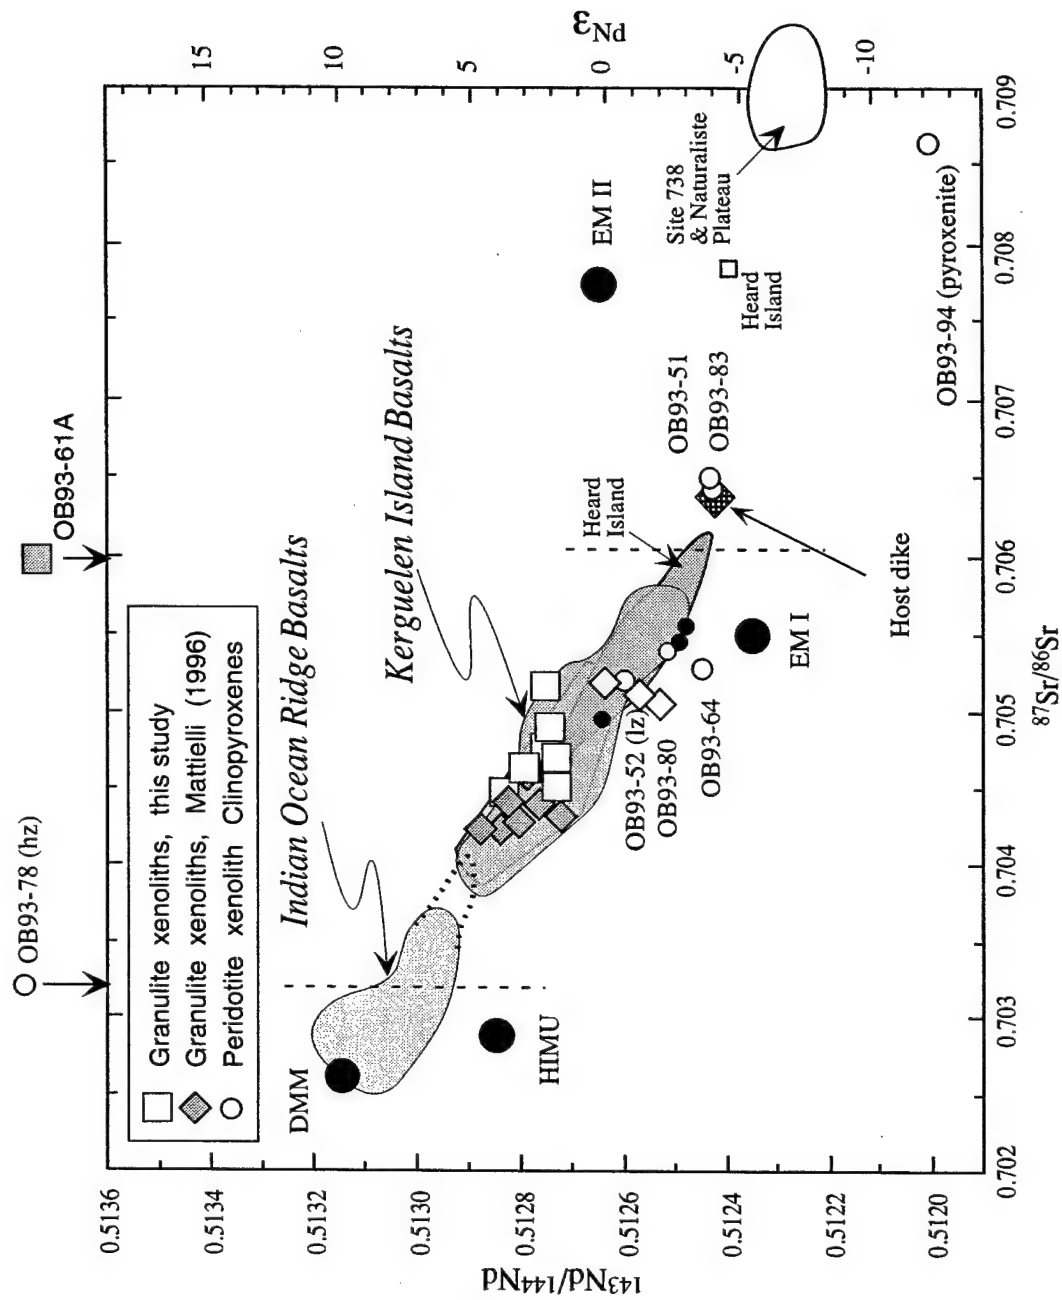 OB93-78 (hz)
OB93-61A
Granulite xenoliths, this study
Granulite xenoliths, Mattielli (1996)
Peridotite xenolith Clinopyroxenes
Indian Ocean Ridge Basalts
Kerguelen Island Basalts
DMM
HIMU
EM I
EM II
Heard
Island
Site 738
& Naturaliste
Plateau
Heard
Island
OB93-51
OB93-83
OB93-52 (lz)
OB93-80
OB93-64
Host dike
OB93-94 (pyroxenite)
¹⁴³Nd/¹⁴⁴Nd
0.5136
0.5134
0.5132
0.5130
0.5128
0.5126
0.5124
0.5122
0.5120
0.702
0.703
0.704
0.705
0.706
0.707
0.708
0.709
⁸⁷Sr/⁸⁶Sr
15
10
5
0
-5
-10
εNd